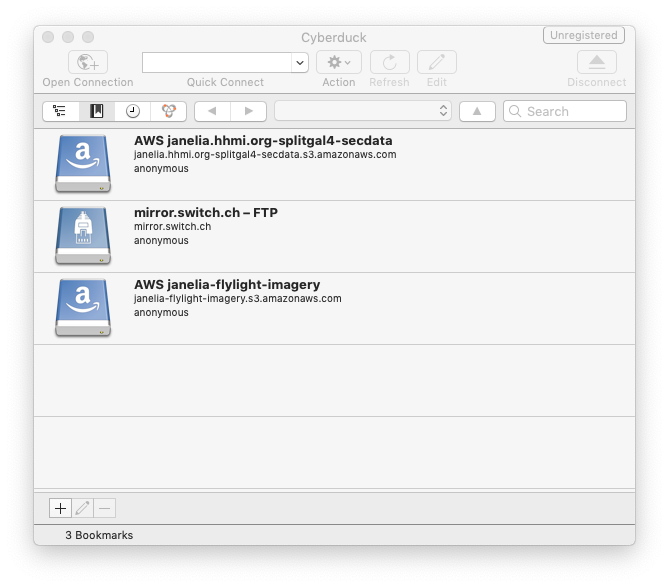 Cyberduck
Unregistered
Open Connection
Quick Connect
Action
Refresh
Edit
Disconnect
Search
AWS janelia.hhmi.org-splitgal4-secdata
janelia.hhmi.org-splitgal4-secdata.s3.amazonaws.com
anonymous
mirror.switch.ch – FTP
mirror.switch.ch
anonymous
AWS janelia-flylight-imagery
janelia-flylight-imagery.s3.amazonaws.com
anonymous
3 Bookmarks